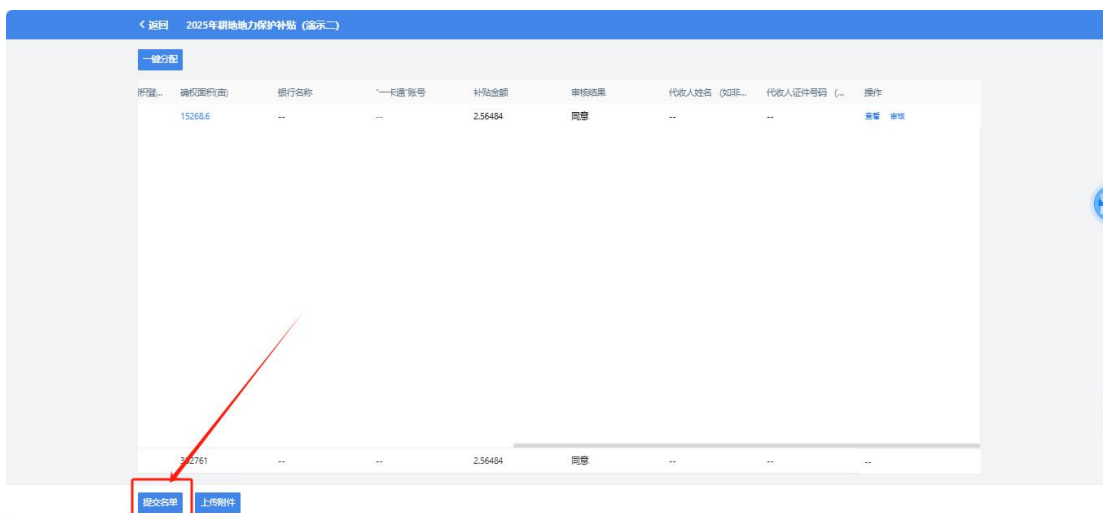 < 返回 2025年耕地地力保护补贴（演示二）
一键分配
积登... 确权面积(亩) 银行名称 "一卡通"账号 补贴金额 审核结果 代收人姓名（如非... 代收人证件号码（... 操作
15268.6 -- -- 2.56484 同意 -- -- 查看 审核
-- -- 2.56484 同意 -- -- --
提交名单 上传附件